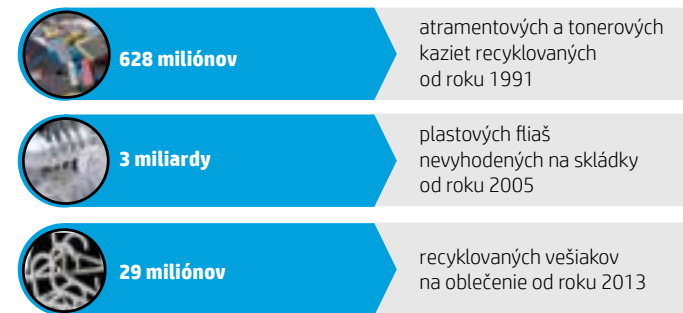 628 miliónov
atramentových a tonerových
kaziet recyklovaných
od roku 1991
3 miliardy
plastových fliaš
nevyhodených na skládky
od roku 2005
29 miliónov
recyklovaných vešiakov
na oblečenie od roku 2013